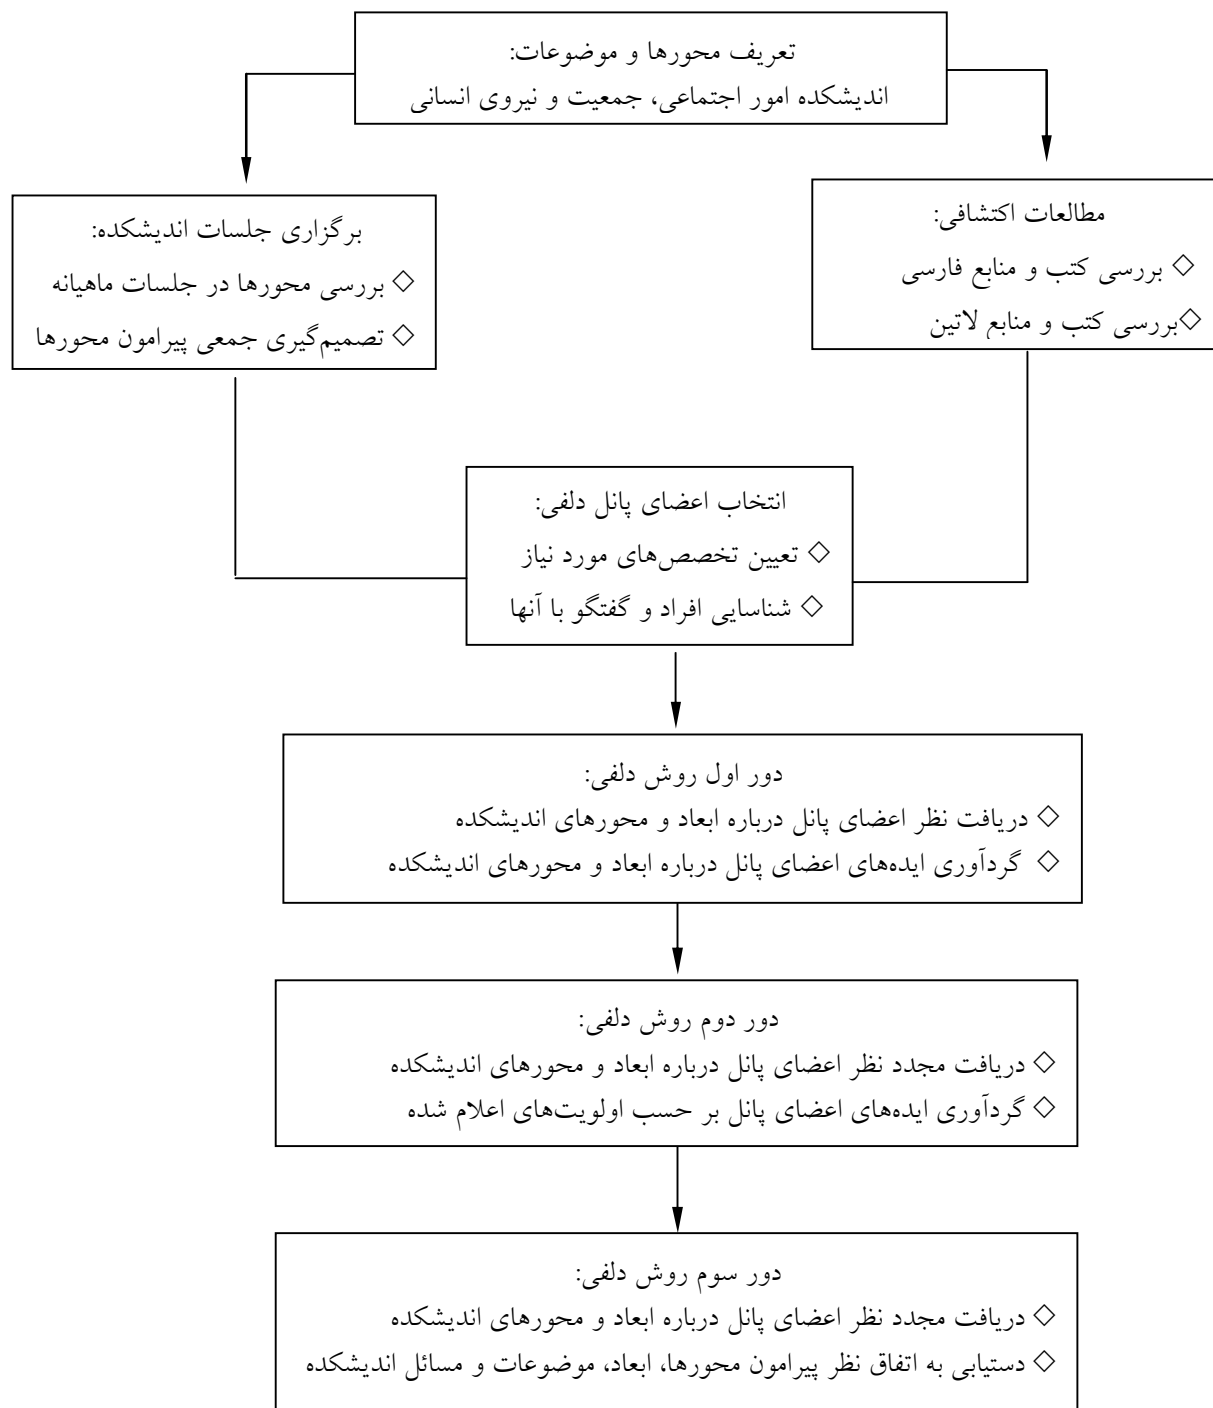 تعریف محورها و موضوعات:
اندیشکده امور اجتماعی، جمعیت و نیروی انسانی
مطالعات اکتشافی:
◇ بررسی کتب و منابع فارسی
◇بررسی کتب و منابع لاتین
برگزاری جلسات اندیشکده:
◇ بررسی محورها در جلسات ماهیانه
◇ تصمیم‌گیری جمعی پیرامون محورها
انتخاب اعضای پانل دلفی:
◇ تعیین تخصص‌های مورد نیاز
◇ شناسایی افراد و گفتگو با آنها
دور اول روش دلفی:
◇ دریافت نظر اعضای پانل درباره ابعاد و محورهای اندیشکده
◇ گردآوری ایده‌های اعضای پانل درباره ابعاد و محورهای اندیشکده
دور دوم روش دلفی:
◇ دریافت مجدد نظر اعضای پانل درباره ابعاد و محورهای اندیشکده
◇ گردآوری ایده‌های اعضای پانل بر حسب اولویت‌های اعلام شده
دور سوم روش دلفی:
◇ دریافت مجدد نظر اعضای پانل درباره ابعاد و محورهای اندیشکده
◇ دستیابی به اتفاق نظر پیرامون محورها، ابعاد، موضوعات و مسائل اندیشکده